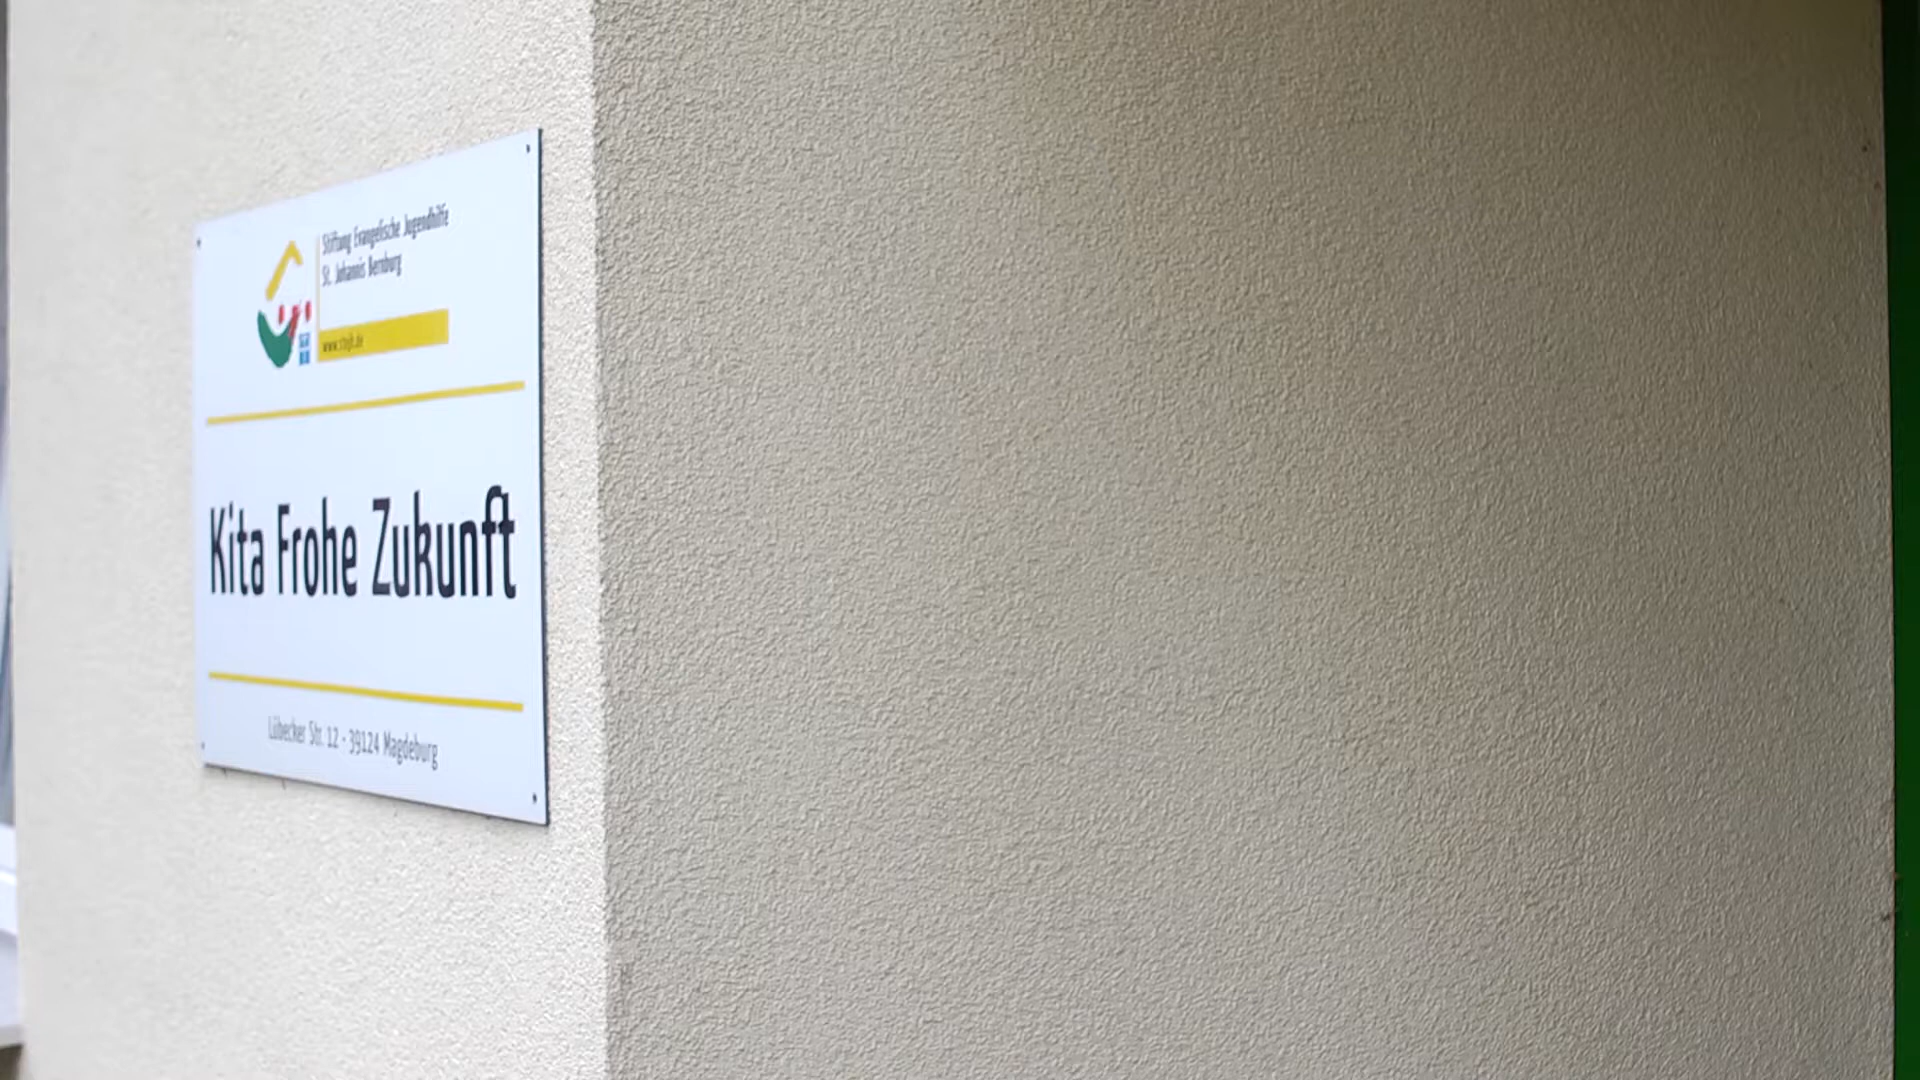 Stiftung Evangelische Jugendhilfe
St. Johannis Bernburg
www.stejh.de
Kita Frohe Zukunft
Lübecker Str. 12 - 39124 Magdeburg